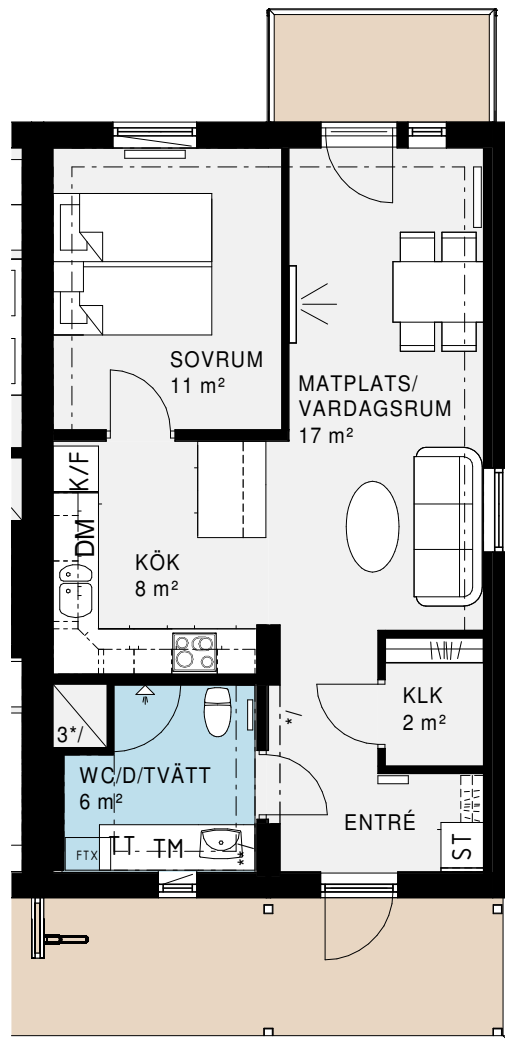 SOVRUM
11 m²
MATPLATS/
VARDAGSRUM
17 m²
K/F
DM
KÖK
8 m²
KLK
2 m²
3*/
*/
WC/D/TVÄTT
6 m²
ENTRÉ
FTX
TT
TM
**/
ST